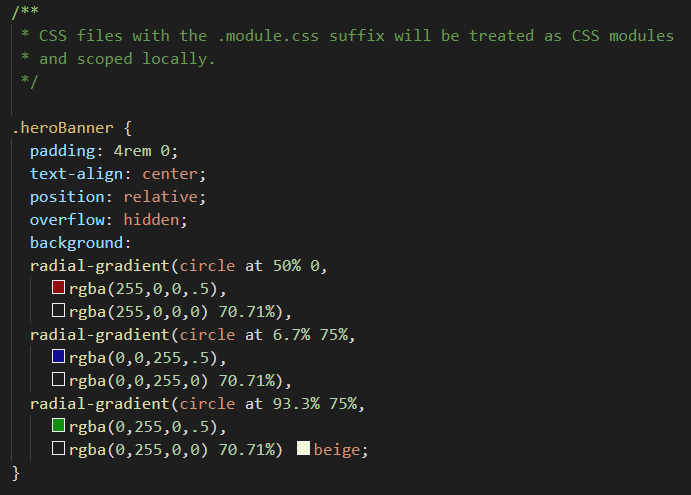 /**
 * CSS files with the .module.css suffix will be treated as CSS modules
 * and scoped locally.
 */

.heroBanner {
  padding: 4rem 0;
  text-align: center;
  position: relative;
  overflow: hidden;
  background:
  radial-gradient(circle at 50% 0,
    rgba(255,0,0,.5),
    rgba(255,0,0,0) 70.71%),
  radial-gradient(circle at 6.7% 75%,
    rgba(0,0,255,.5),
    rgba(0,0,255,0) 70.71%),
  radial-gradient(circle at 93.3% 75%,
    rgba(0,255,0,.5),
    rgba(0,255,0,0) 70.71%) beige;
}